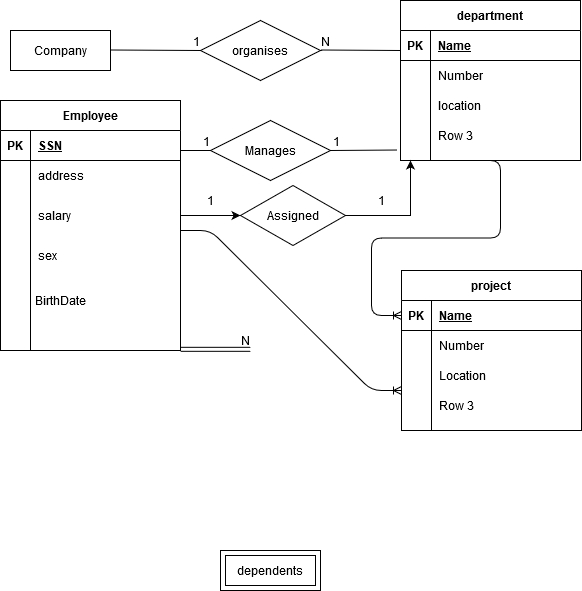 department
PK Name
Number
location
Row 3
Company
1
organises
N
Employee
PK SSN
address
salary
sex
BirthDate
1
Manages
1
1
Assigned
1
N
project
PK Name
Number
Location
Row 3
dependents